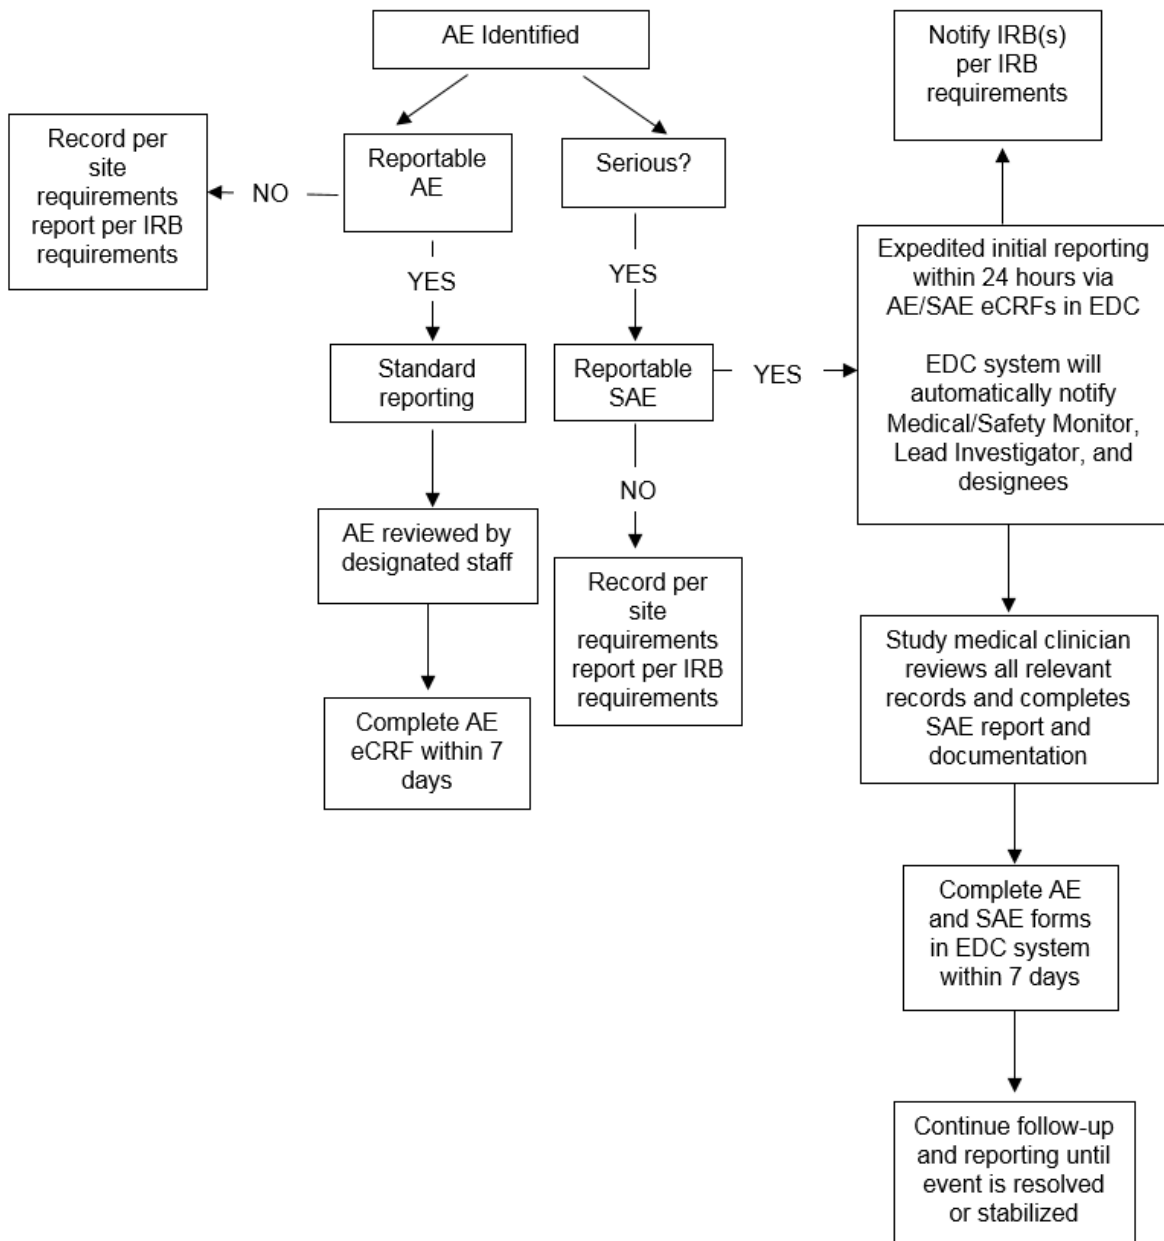 AE Identified
Notify IRB(s)
per IRB
requirements
Record per
site
requirements
report per IRB
requirements
NO
Reportable
AE
Serious?
YES
YES
Expedited initial reporting
within 24 hours via
AE/SAE eCRFs in EDC
EDC system will
automatically notify
Medical/Safety Monitor,
Lead Investigator, and
designees
Standard
reporting
Reportable
SAE
YES
NO
AE reviewed by
designated staff
Record per
site
requirements
report per IRB
requirements
Study medical clinician
reviews all relevant
records and completes
SAE report and
documentation
Complete AE
eCRF within 7
days
Complete AE
and SAE forms
in EDC system
within 7 days
Continue follow-up
and reporting until
event is resolved
or stabilized